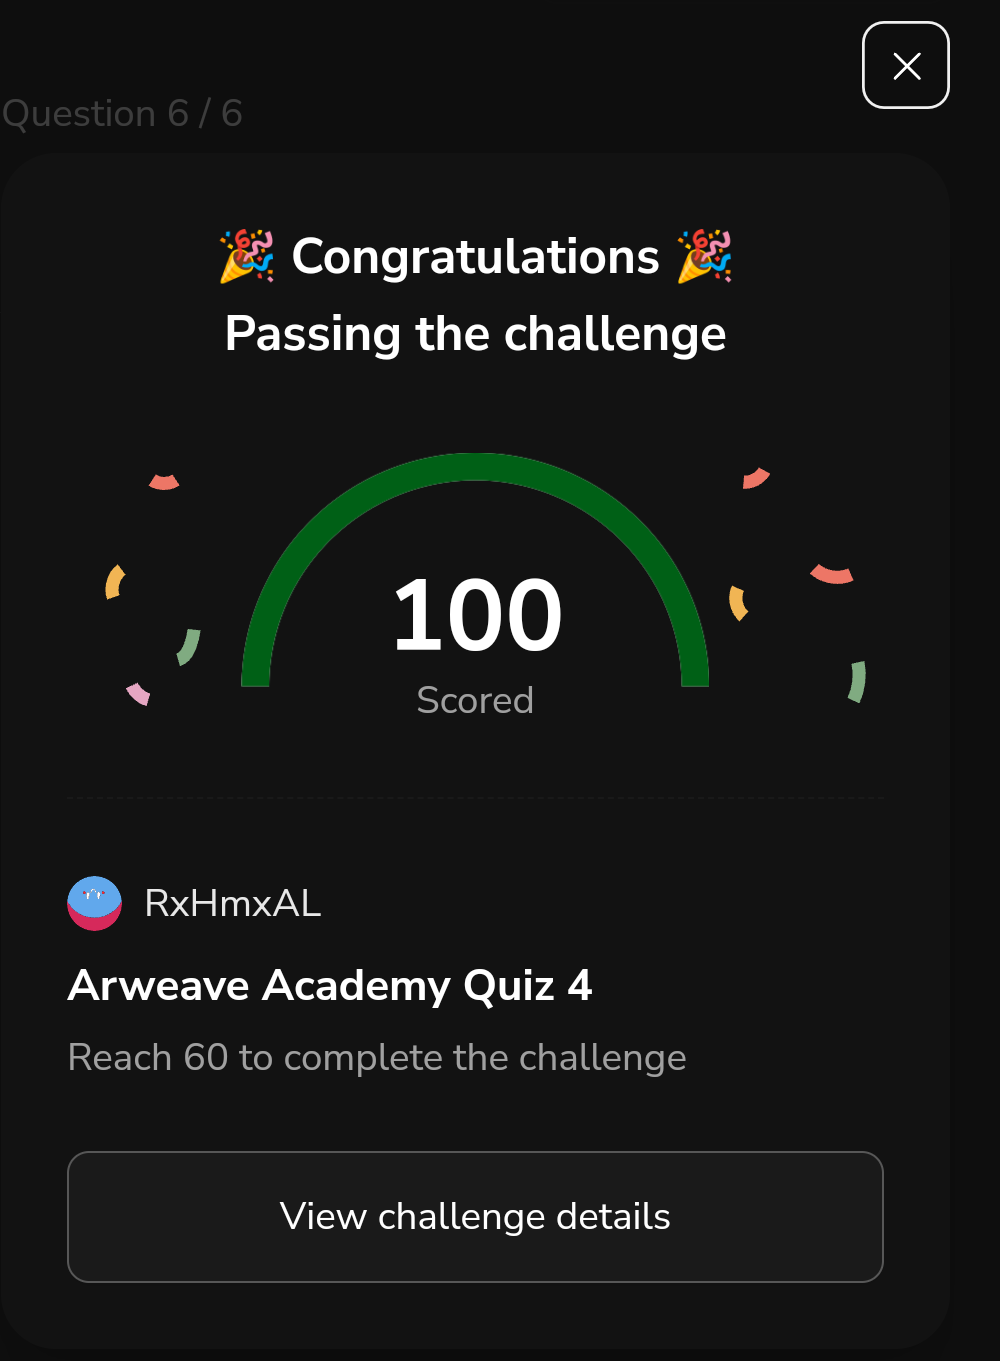 Question 6 / 6
🎉 Congratulations 🎉
Passing the challenge
100
Scored
RxHmxAL
Arweave Academy Quiz 4
Reach 60 to complete the challenge
View challenge details